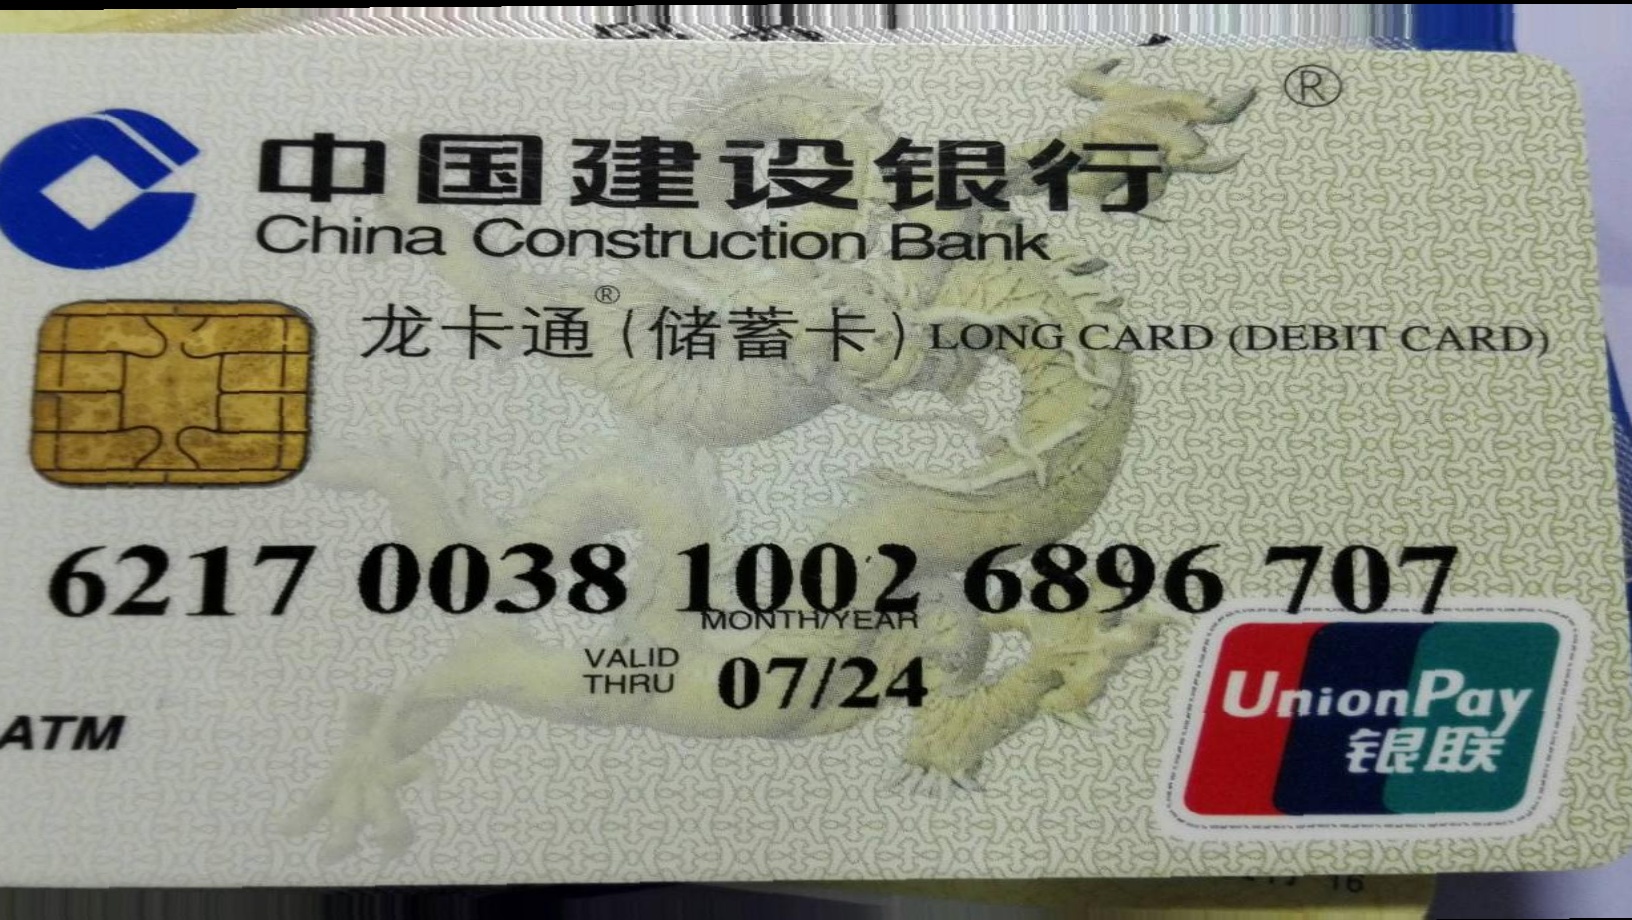 ®
中国建设银行
China Construction Bank
龙卡通®(储蓄卡) LONG CARD (DEBIT CARD)
6217 0038 1002 6896 707
MONTH/YEAR
VALID THRU 07/24
ATM
UnionPay
银联
16